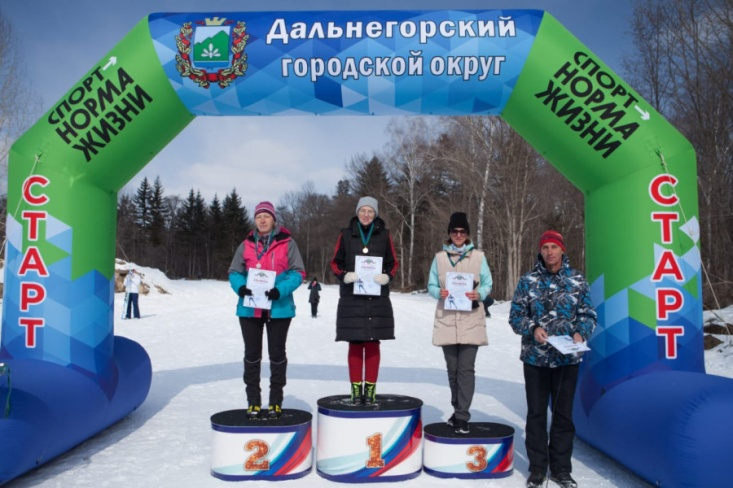 Дальнегорский
городской округ
СПОРТ→
НОРМА
ЖИЗНИ
СПОРТ→
НОРМА
ЖИЗНИ
СТАРТ
СТАРТ
2
1
3